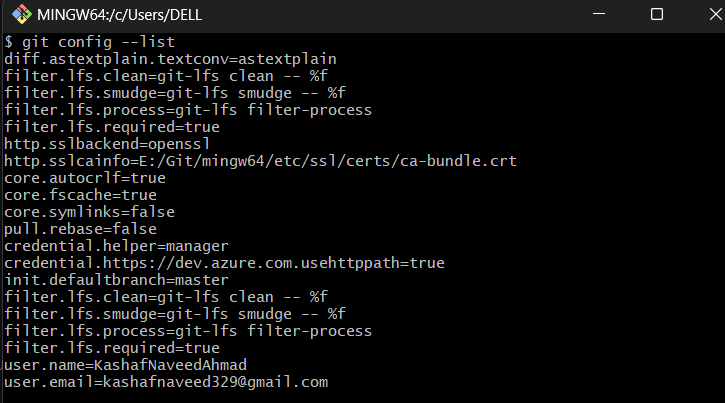 MINGW64:/c/Users/DELL
$ git config --list
diff.astextplain.textconv=astextplain
filter.lfs.clean=git-lfs clean -- %f
filter.lfs.smudge=git-lfs smudge -- %f
filter.lfs.process=git-lfs filter-process
filter.lfs.required=true
http.sslbackend=openssl
http.sslcainfo=E:/Git/mingw64/etc/ssl/certs/ca-bundle.crt
core.autocrlf=true
core.fscache=true
core.symlinks=false
pull.rebase=false
credential.helper=manager
credential.https://dev.azure.com.usehttppath=true
init.defaultbranch=master
filter.lfs.clean=git-lfs clean -- %f
filter.lfs.smudge=git-lfs smudge -- %f
filter.lfs.process=git-lfs filter-process
filter.lfs.required=true
user.name=KashafNaveedAhmad
user.email=kashafnaveed329@gmail.com